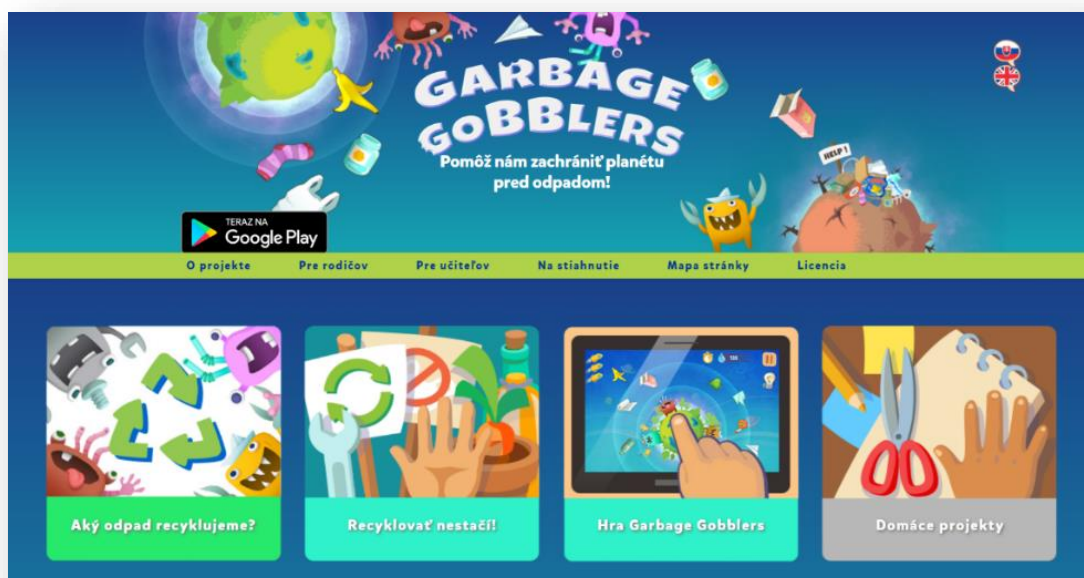 GARBAGE
GOBBLERS
Pomôž nám zachrániť planétu
pred odpadom!
HELP!
TERAZ NA
Google Play
O projekte Pre rodičov Pre učiteľov Na stiahnutie Mapa stránky Licencia
Aký odpad recyklujeme?
Recyklovať nestačí!
Hra Garbage Gobblers
Domáce projekty